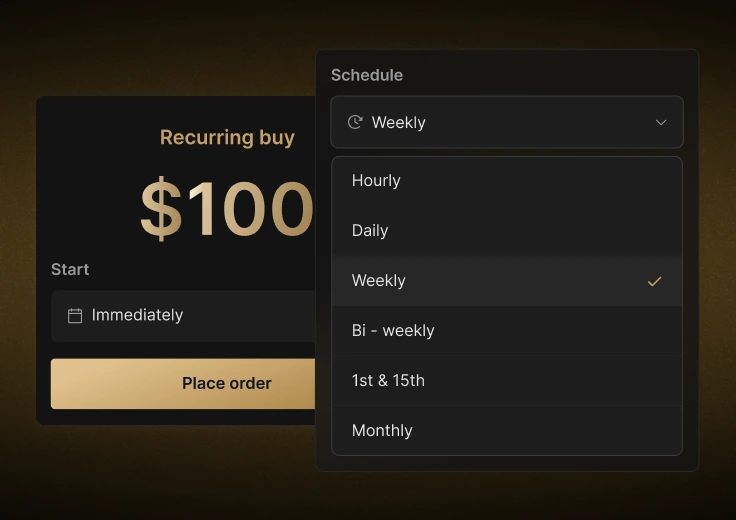 Recurring buy
$100
Start
Immediately
Place order
Schedule
Weekly
Hourly
Daily
Weekly
Bi - weekly
1st & 15th
Monthly